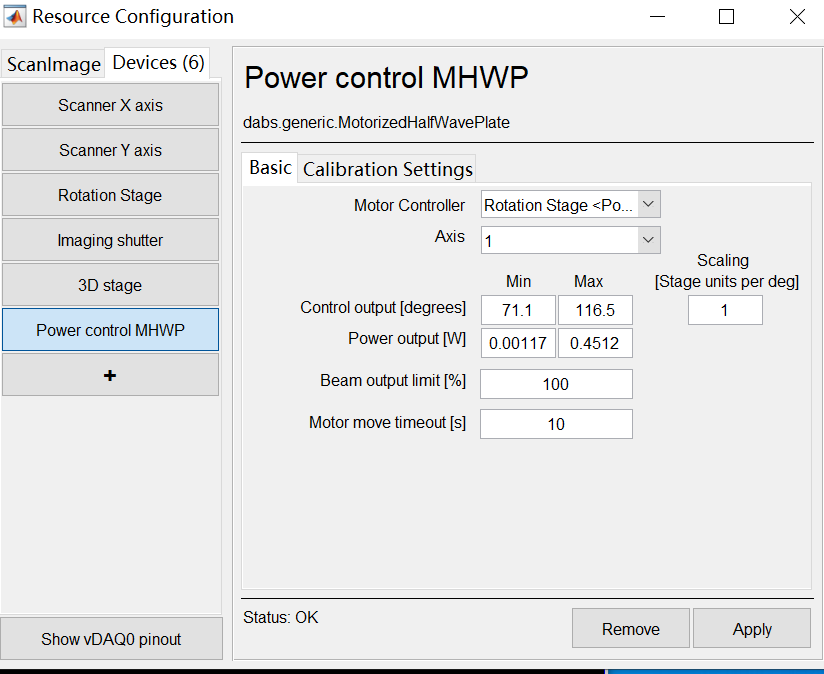 Resource Configuration
ScanImage
Devices (6)
Scanner X axis
Scanner Y axis
Rotation Stage
Imaging shutter
3D stage
Power control MHWP
+
Show vDAQ0 pinout
Power control MHWP
dabs.generic.MotorizedHalfWavePlate
Basic
Calibration Settings
Motor Controller
Rotation Stage <Po...
Axis
1
Scaling
Min
Max
[Stage units per deg]
Control output [degrees]
71.1
116.5
1
Power output [W]
0.00117
0.4512
Beam output limit [%]
100
Motor move timeout [s]
10
Status: OK
Remove
Apply